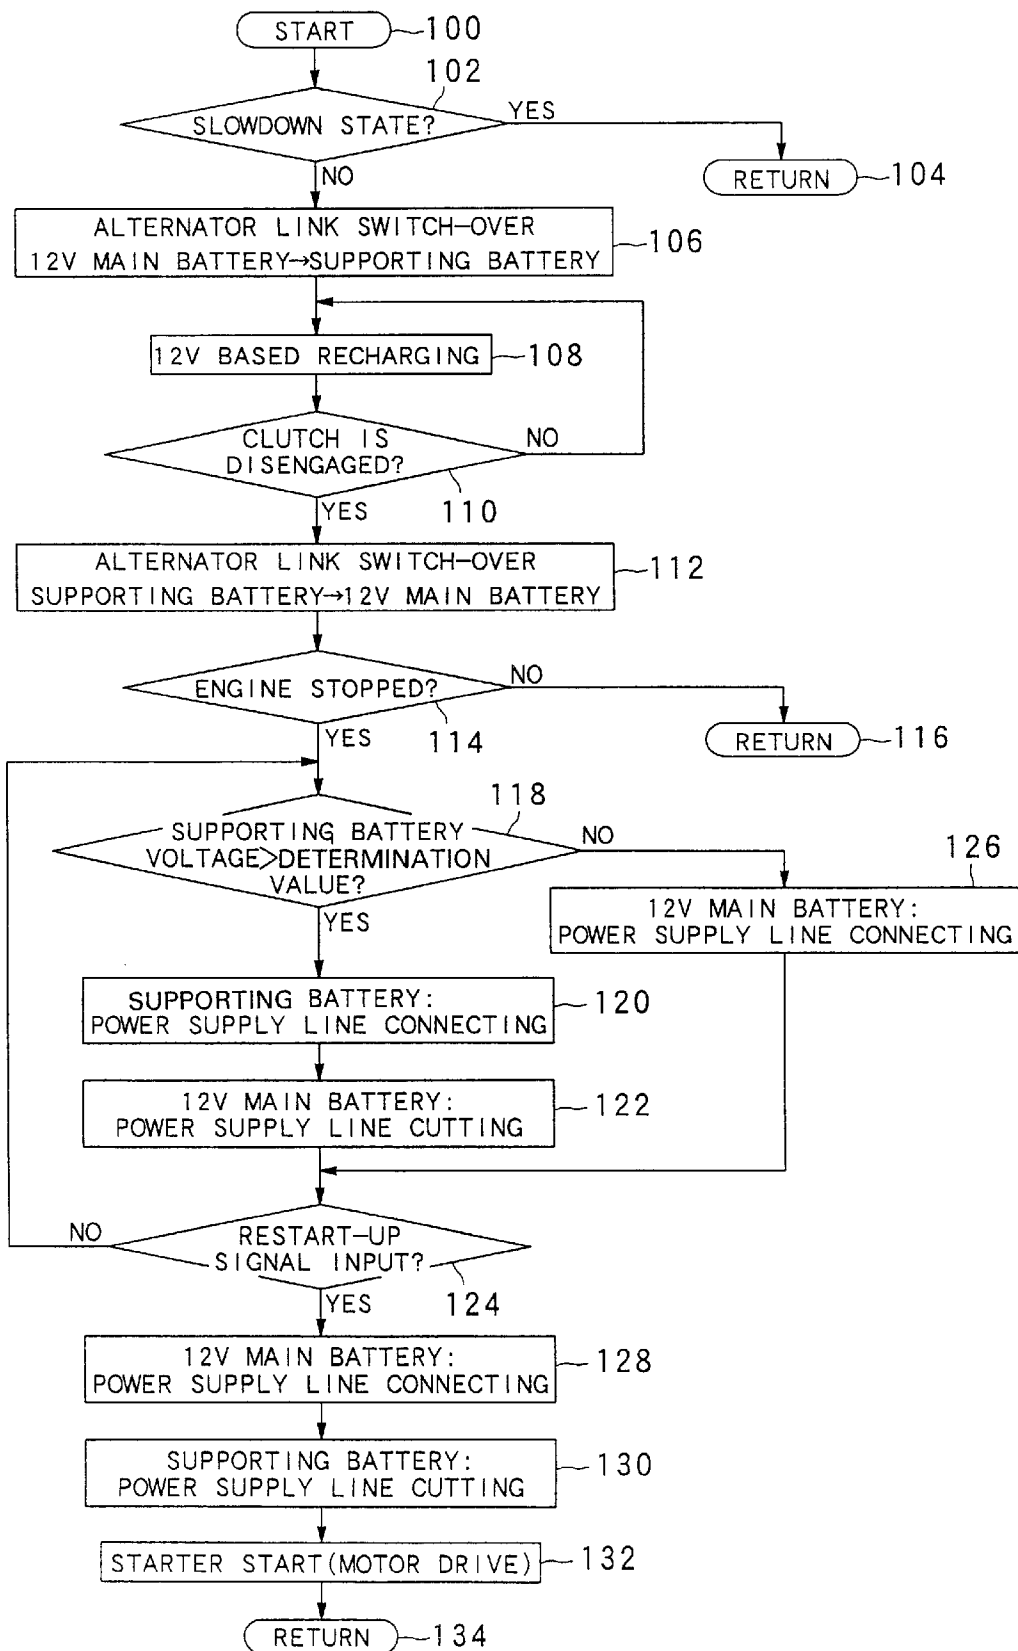 START
100
102
SLOWDOWN STATE?
YES
NO
RETURN
104
ALTERNATOR LINK SWITCH-OVER
12V MAIN BATTERY→SUPPORTING BATTERY
106
12V BASED RECHARGING
108
CLUTCH IS
DISENGAGED?
NO
110
YES
ALTERNATOR LINK SWITCH-OVER
SUPPORTING BATTERY→12V MAIN BATTERY
112
ENGINE STOPPED?
NO
114
YES
RETURN
116
118
SUPPORTING BATTERY
VOLTAGE>DETERMINATION
VALUE?
NO
YES
126
12V MAIN BATTERY:
POWER SUPPLY LINE CONNECTING
SUPPORTING BATTERY:
POWER SUPPLY LINE CONNECTING
120
12V MAIN BATTERY:
POWER SUPPLY LINE CUTTING
122
NO
RESTART-UP
SIGNAL INPUT?
124
YES
12V MAIN BATTERY:
POWER SUPPLY LINE CONNECTING
128
SUPPORTING BATTERY:
POWER SUPPLY LINE CUTTING
130
STARTER START(MOTOR DRIVE)
132
RETURN
134